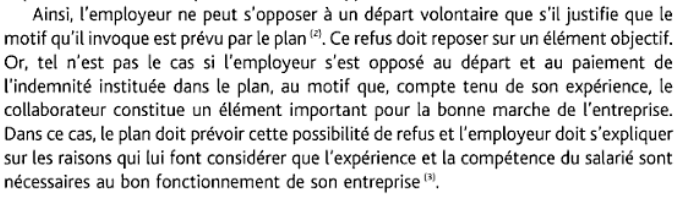 Ainsi, l'employeur ne peut s'opposer à un départ volontaire que s'il justifie que le
motif qu'il invoque est prévu par le plan (2). Ce refus doit reposer sur un élément objectif.
Or, tel n'est pas le cas si l'employeur s'est opposé au départ et au paiement de
l'indemnité instituée dans le plan, au motif que, compte tenu de son expérience, le
collaborateur constitue un élément important pour la bonne marche de l'entreprise.
Dans ce cas, le plan doit prévoir cette possibilité de refus et l'employeur doit s'expliquer
sur les raisons qui lui font considérer que l'expérience et la compétence du salarié sont
nécessaires au bon fonctionnement de son entreprise (3).